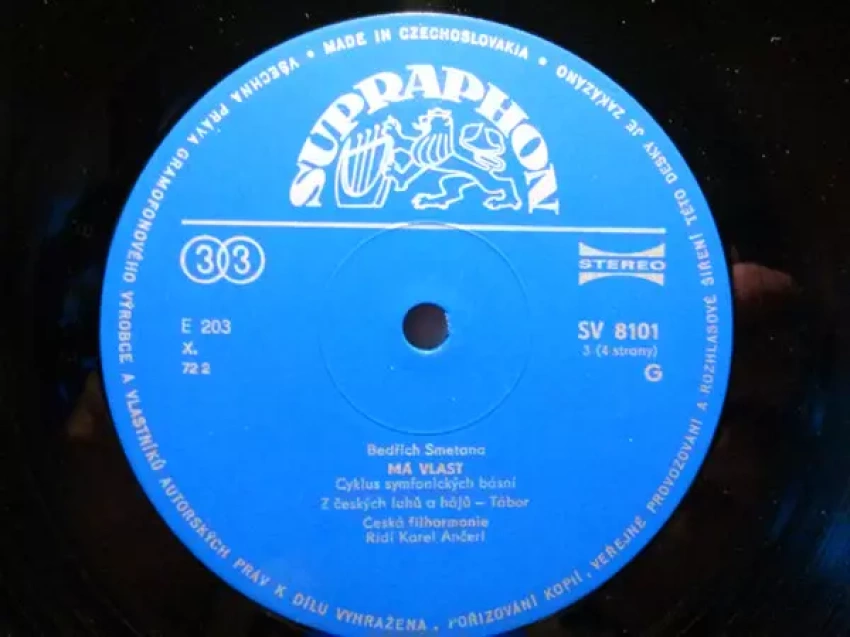 MADE IN CZECHOSLOVAKIA • VŠECHNA PRÁVA GRAMOFONOVÉHO VÝROBCE A VLASTNÍKŮ AUTORSKÝCH PRÁV K DÍLU VYHRAŽENA. POŘIZOVÁNÍ KOPIÍ, VEŘEJNÉ PROVOZOVÁNÍ A ROZHLASOVÉ ŠÍŘENÍ TÉTO DESKY JE ZAKÁZÁNO •
SUPRAPHON
33
STEREO
E 203
SV 8101
X.
3 (4 strany)
72 2
G
Bedřich Smetana
MÁ VLAST
Cyklus symfonických básní
Z českých luhů a hájů – Tábor
Česká filharmonie
Řídí Karel Ančerl